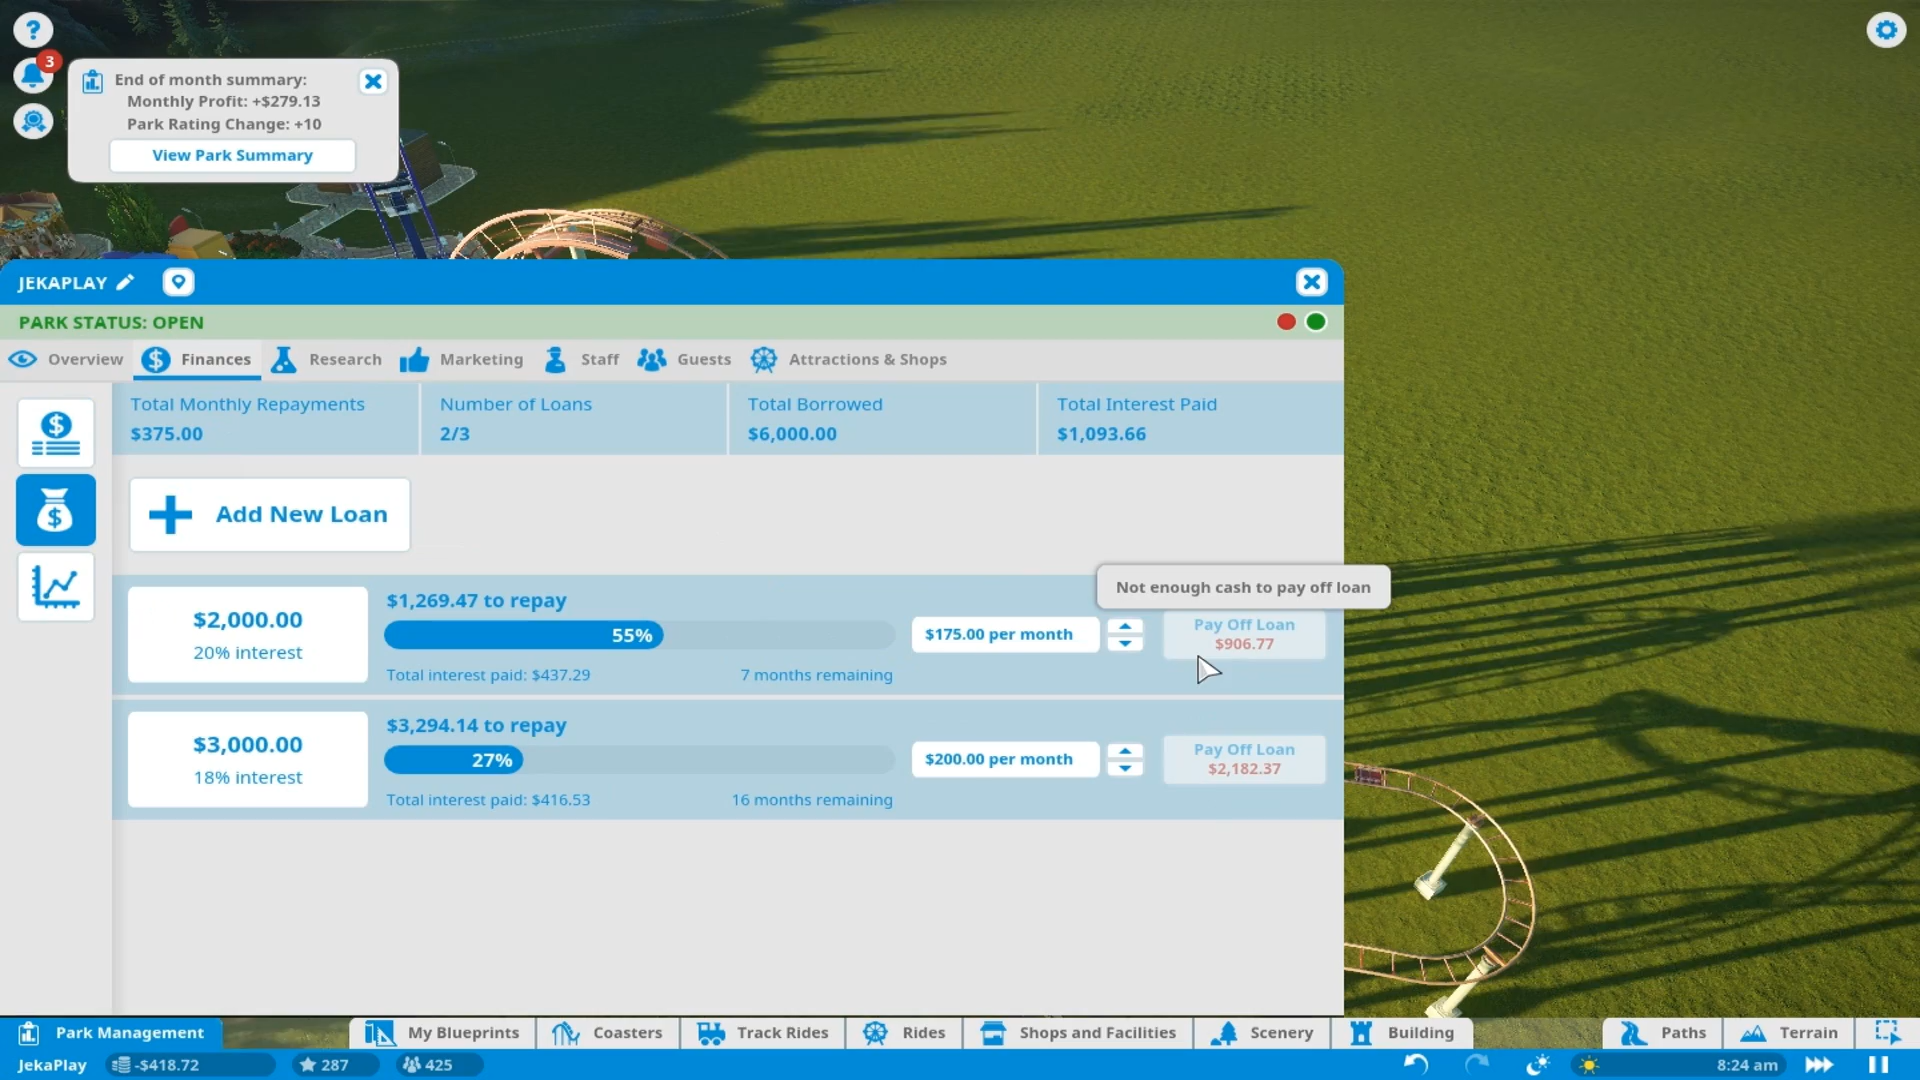 ?
3
End of month summary:
Monthly Profit: +$279.13
Park Rating Change: +10
View Park Summary
JEKAPLAY
PARK STATUS: OPEN
Overview
Finances
Research
Marketing
Staff
Guests
Attractions & Shops
Total Monthly Repayments
$375.00
Number of Loans
2/3
Total Borrowed
$6,000.00
Total Interest Paid
$1,093.66
Add New Loan
Not enough cash to pay off loan
$2,000.00
20% interest
$1,269.47 to repay
55%
Total interest paid: $437.29
7 months remaining
$175.00 per month
Pay Off Loan
$906.77
$3,000.00
18% interest
$3,294.14 to repay
27%
Total interest paid: $416.53
16 months remaining
$200.00 per month
Pay Off Loan
$2,182.37
Park Management
My Blueprints
Coasters
Track Rides
Rides
Shops and Facilities
Scenery
Building
Paths
Terrain
JekaPlay
-$418.72
287
425
8:24 am